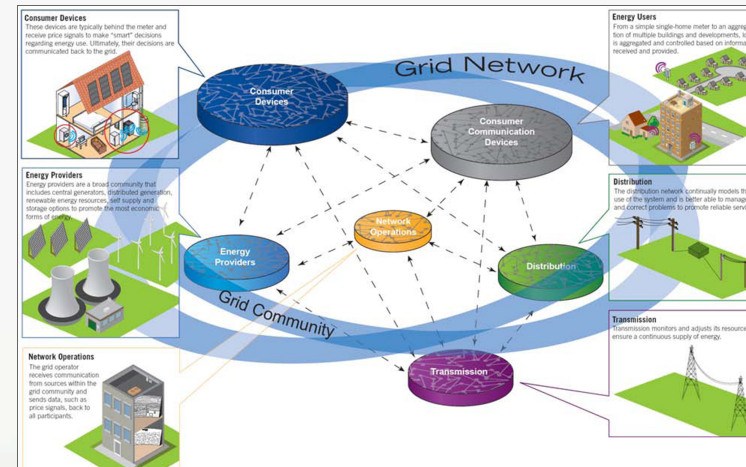 Consumer Devices
These devices are typically behind the meter and
receive price signals to make "smart" decisions
regarding energy use. Ultimately, their decisions are
communicated back to the grid.
Energy Providers
Energy providers are a broad community that
includes central generators, distributed generation,
renewable energy resources, self supply and
storage options to promote the most economic
forms of energy.
Network Operations
The grid operator
receives communication
from sources within the
grid community and
sends data, such as
price signals, back to
all participants.
Grid Network
Consumer
Devices
Consumer
Communication
Devices
Network
Operations
Energy
Providers
Distribution
Grid Community
Transmission
Energy Users
From a simple single-home meter to an
tion of multiple buildings and developments,
is aggregated and controlled based on
received and provided.
Distribution
The distribution network continually models
use of the system and is better able to
and correct problems to promote reliable
Transmission
Transmission monitors and adjusts its
ensure a continuous supply of energy.